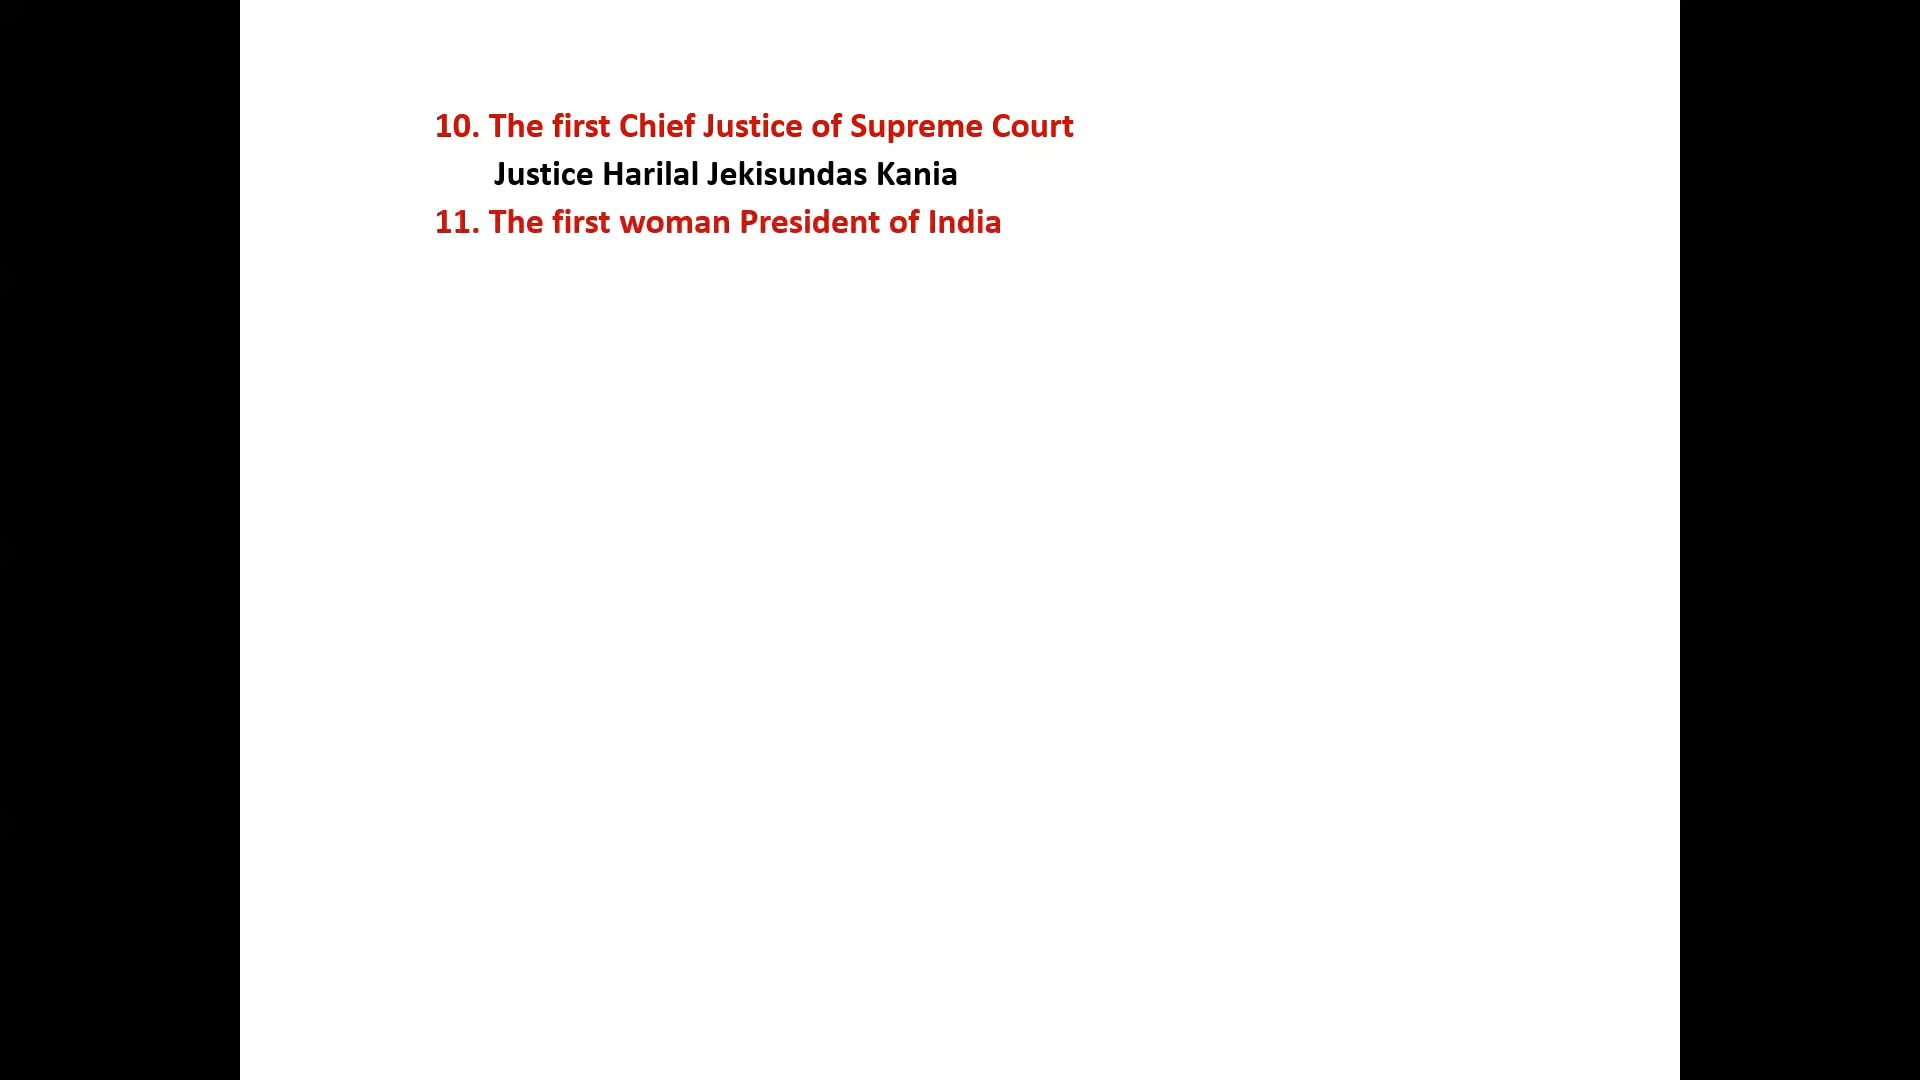 10. The first Chief Justice of Supreme Court
Justice Harilal Jekisundas Kania
11. The first woman President of India